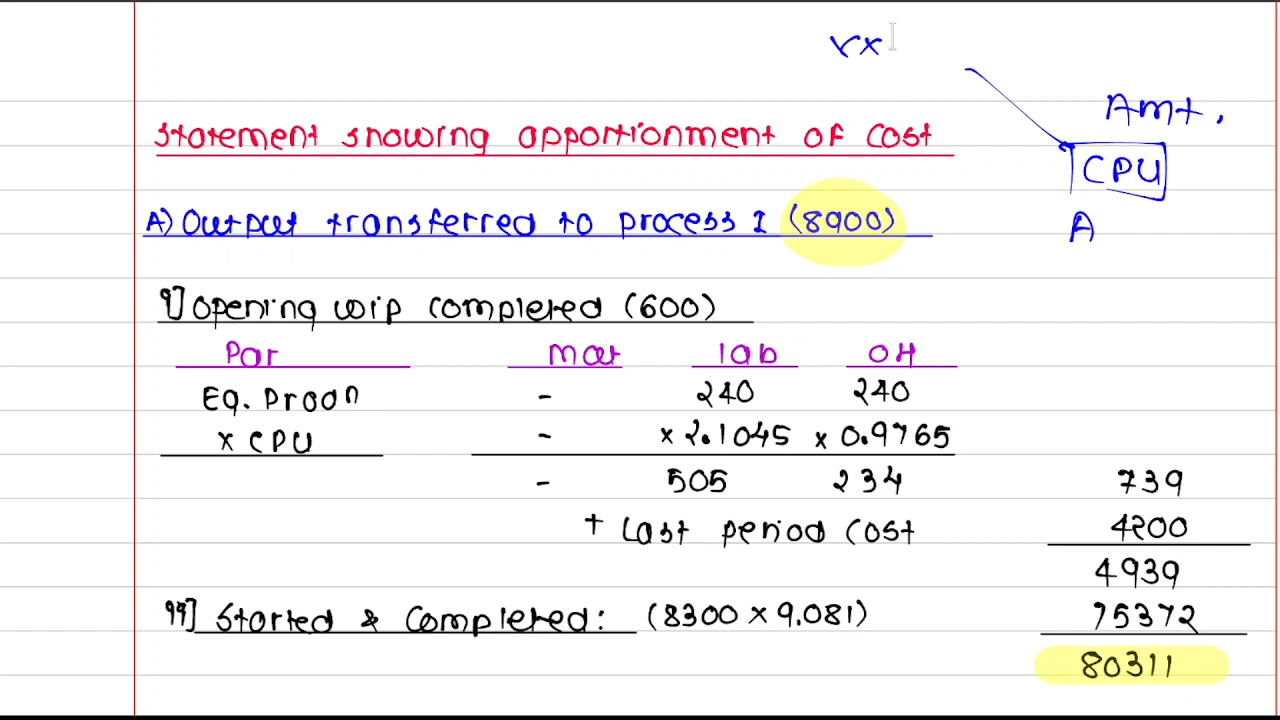 rx
Amt.
Statement showing apportionment of cost
CPU
A) Output transferred to process I (8900)
A
i] Opening wip completed (600)
Par Mat lab OH
Eq. Prodn - 240 240
x CPU - x 2.1045 x 0.9765
- 505 234 739
+ Last period cost 4200
4939
ii] Started & Completed: (8300 x 9.081) 75372
80311